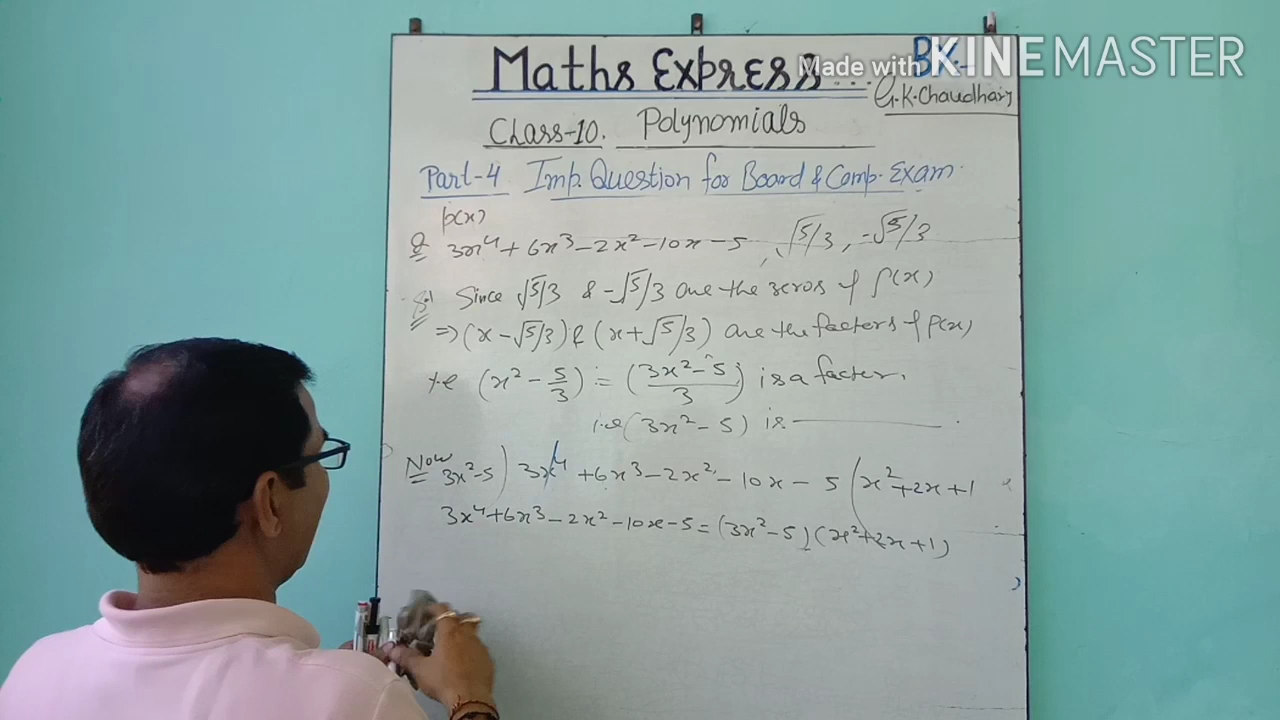 Maths Express ...
B.K.
Made with KINEMASTER
G.K.Chaudhary
Class-10. Polynomials
Part-4 Imp. Question for Board & Comp. Exam.
p(x)
Q 3x⁴ + 6x³ - 2x² - 10x - 5, √5/3, -√5/3
Sol Since √5/3 & -√5/3 are the zeros of P(x)
⇒ (x - √5/3) & (x + √5/3) are the factors of P(x)
i.e (x² - 5/3) = (3x² - 5/3) is a factor.
i.e (3x² - 5) is
Now
3x²-5) 3x⁴ + 6x³ - 2x² - 10x - 5 (x² + 2x + 1
3x⁴ + 6x³ - 2x² - 10x - 5 = (3x² - 5)(x² + 2x + 1)